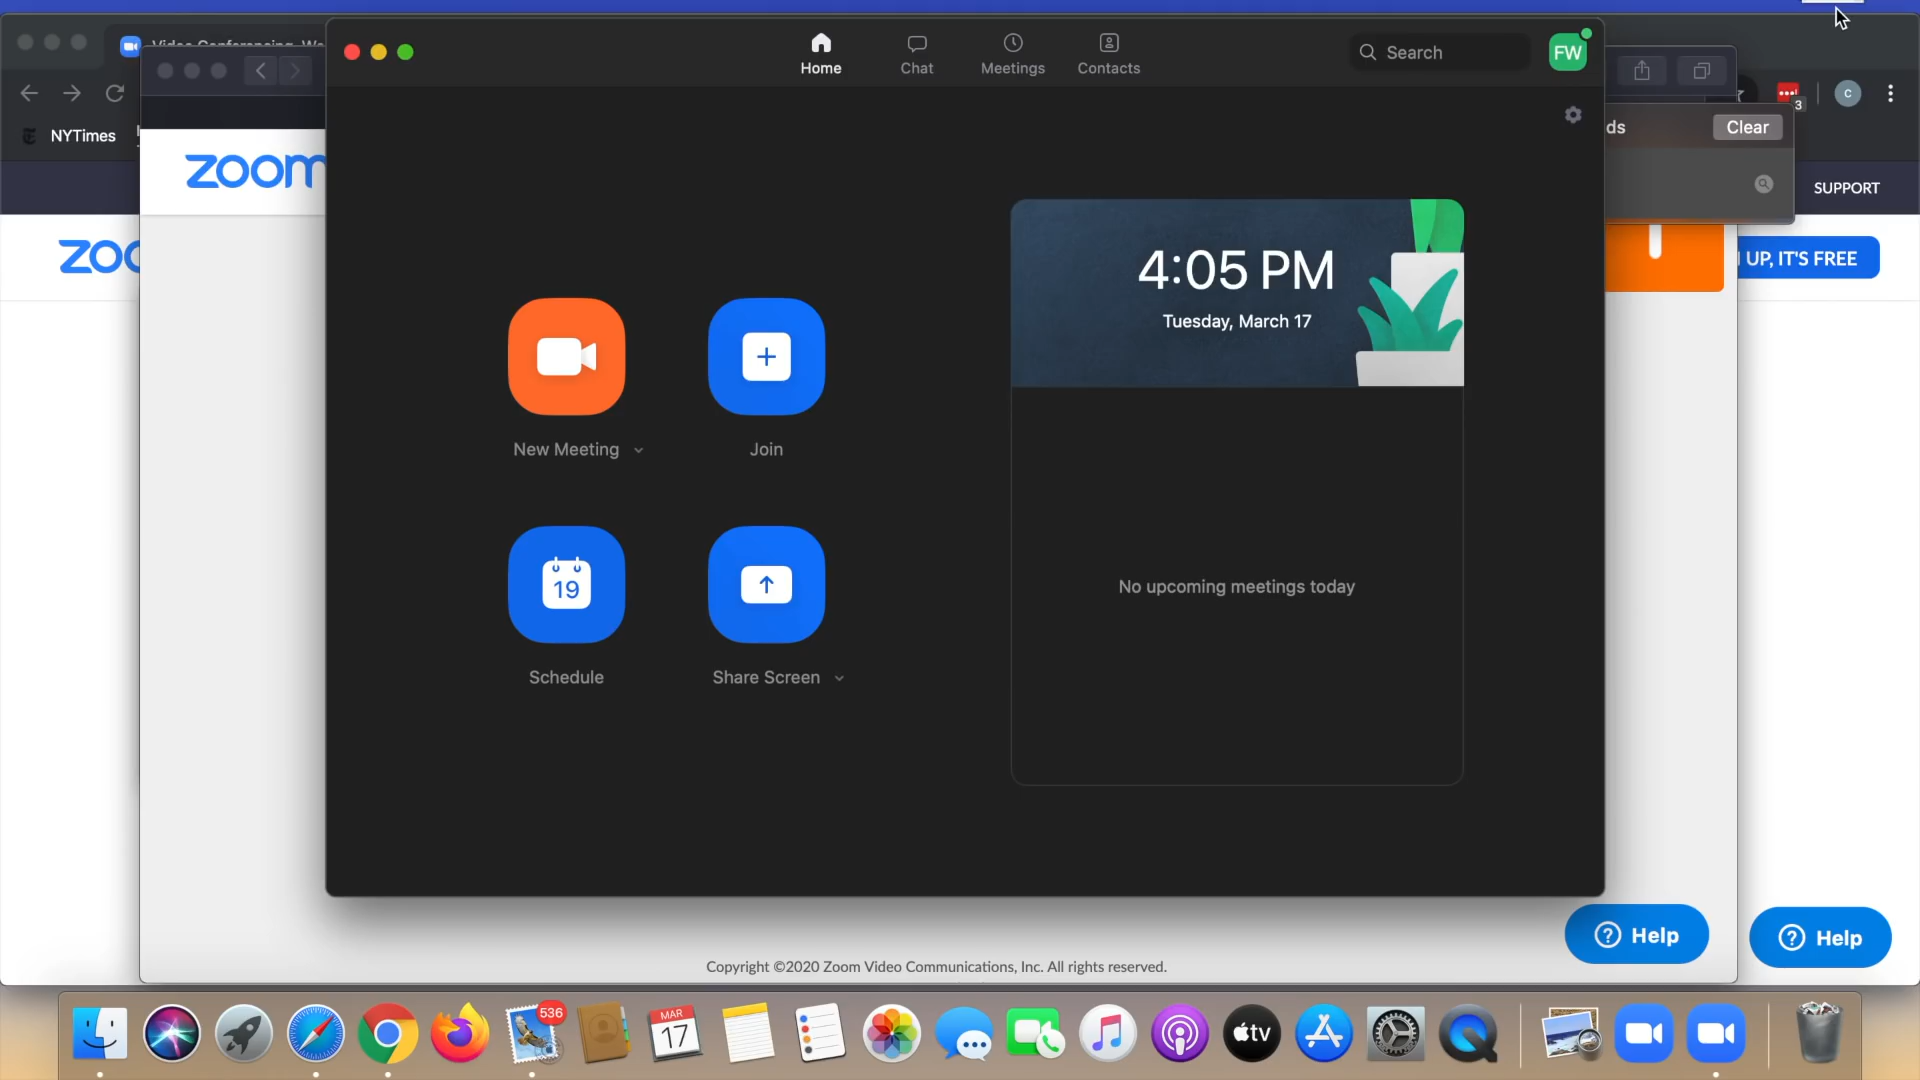 Home
Chat
Meetings
Contacts
Search
FW
NYTimes
zoom
ds
Clear
c
3
SUPPORT
UP, IT'S FREE
4:05 PM
Tuesday, March 17
New Meeting
Join
19
Schedule
Share Screen
No upcoming meetings today
Help
Help
Copyright ©2020 Zoom Video Communications, Inc. All rights reserved.
536
MAR
17
tv